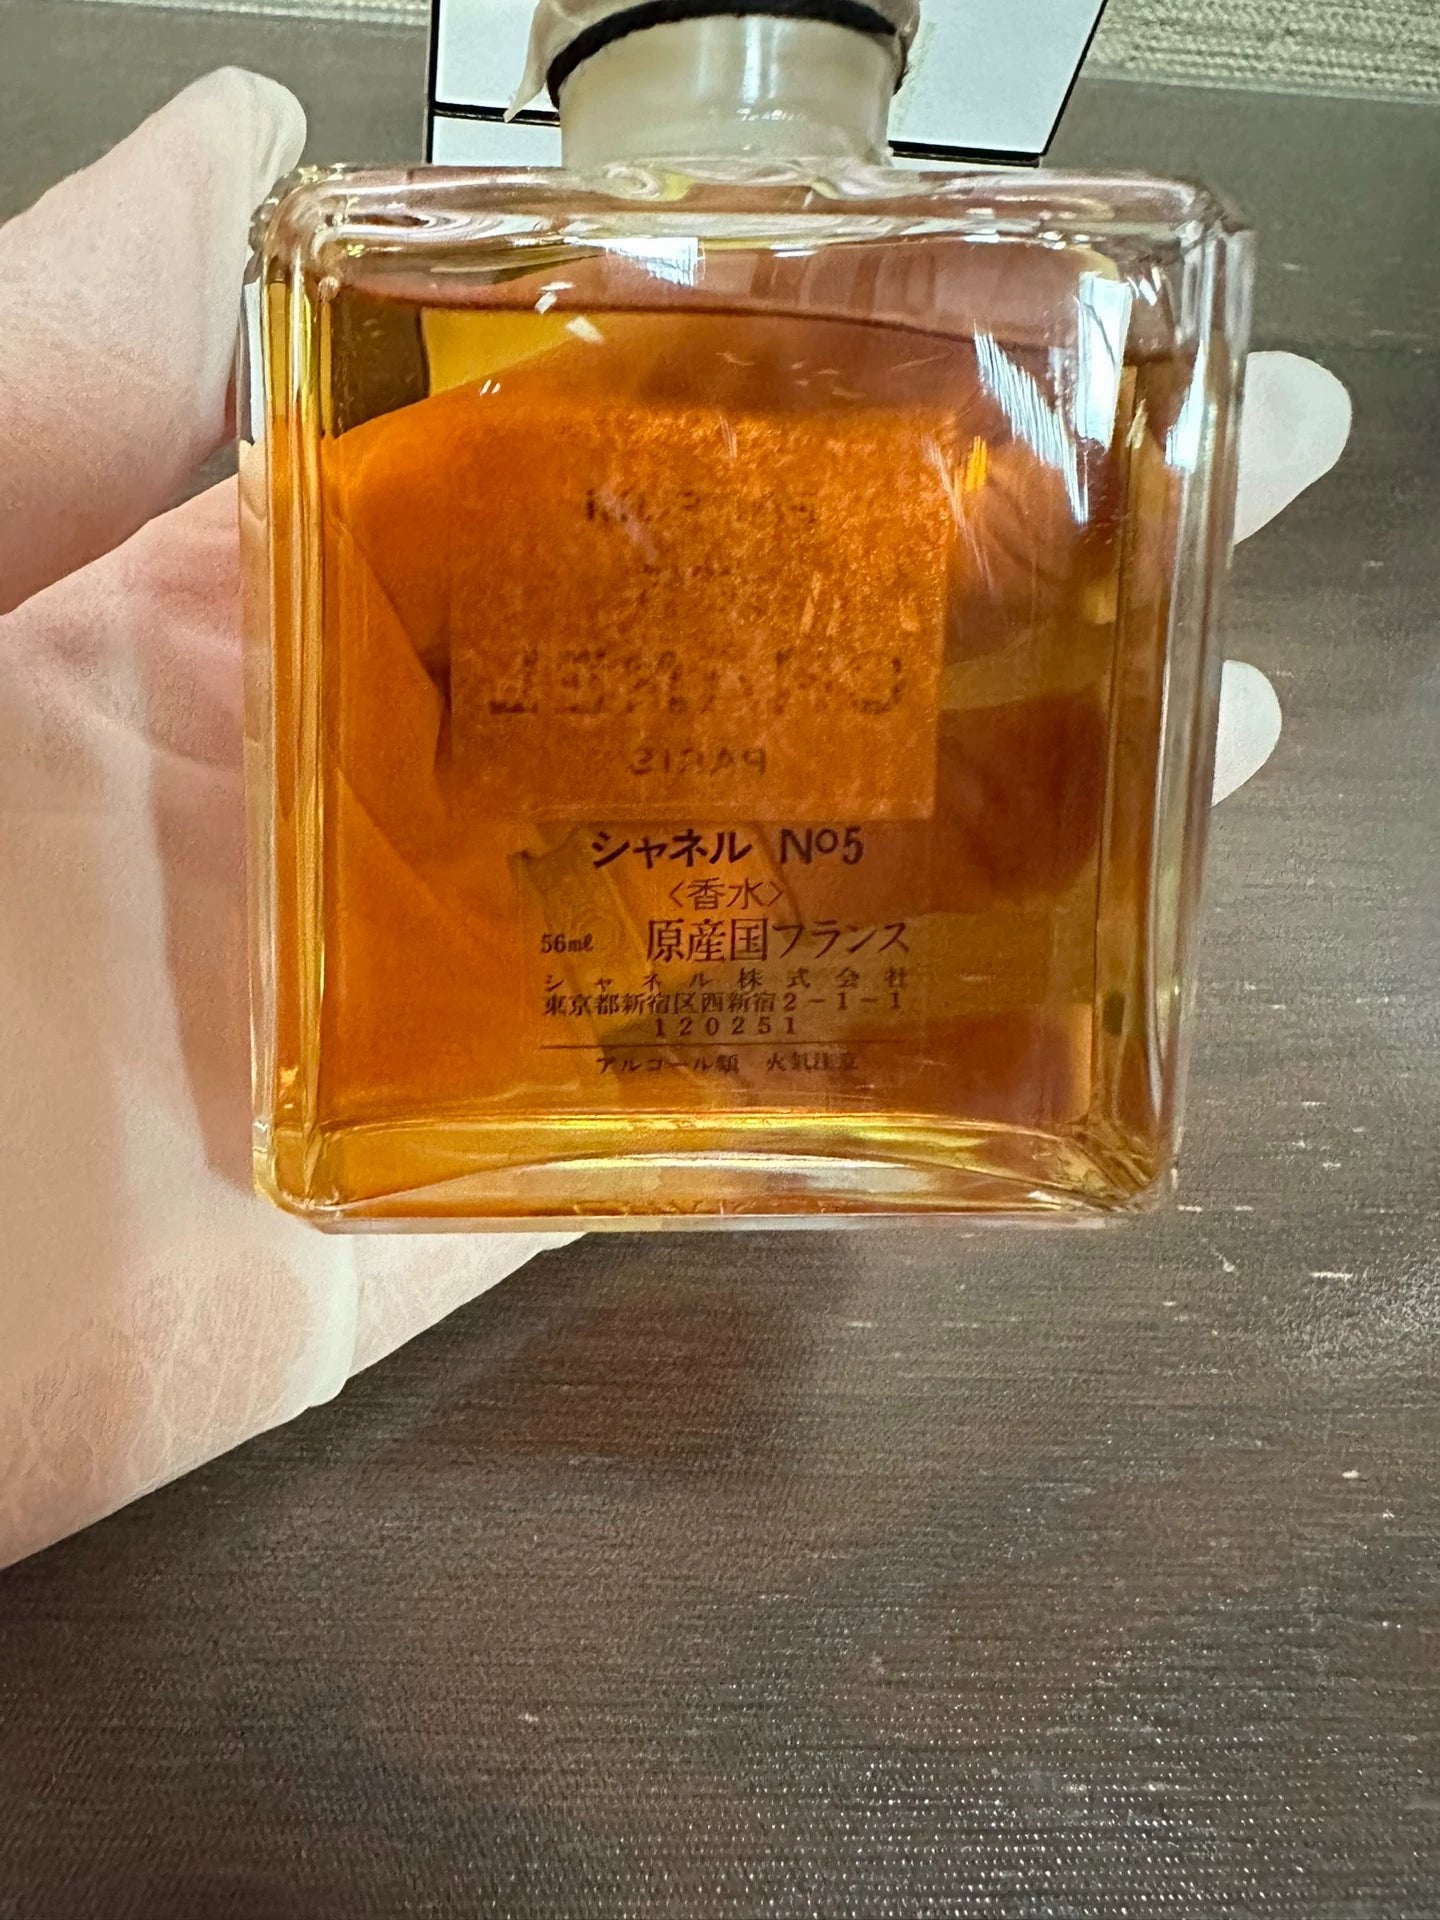 PARIS
シャネル No5
<香水>
56ml 原産国フランス
シャネル株式会社
東京都新宿区西新宿2-1-1
120251
アルコール類 火気注意